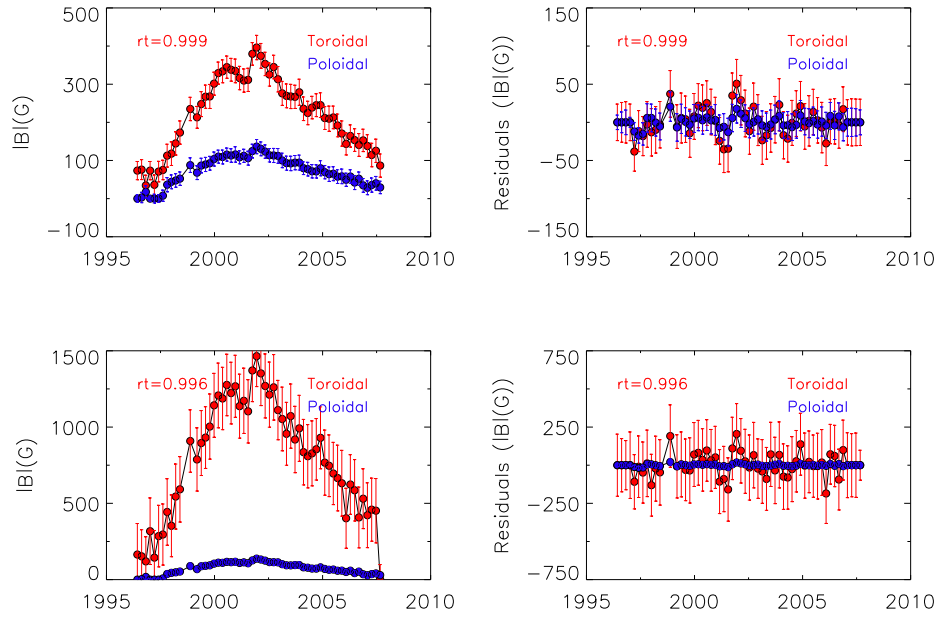 500
150
rt=0.999
Toroidal
rt=0.999
Toroidal
Poloidal
Poloidal
300
50
|B|(G)
Residuals (|B|(G))
100
−50
−100
−150
1995
2000
2005
2010
1995
2000
2005
2010
1500
750
rt=0.996
Toroidal
rt=0.996
Toroidal
Poloidal
Poloidal
1000
250
|B|(G)
Residuals (|B|(G))
500
−250
0
−750
1995
2000
2005
2010
1995
2000
2005
2010